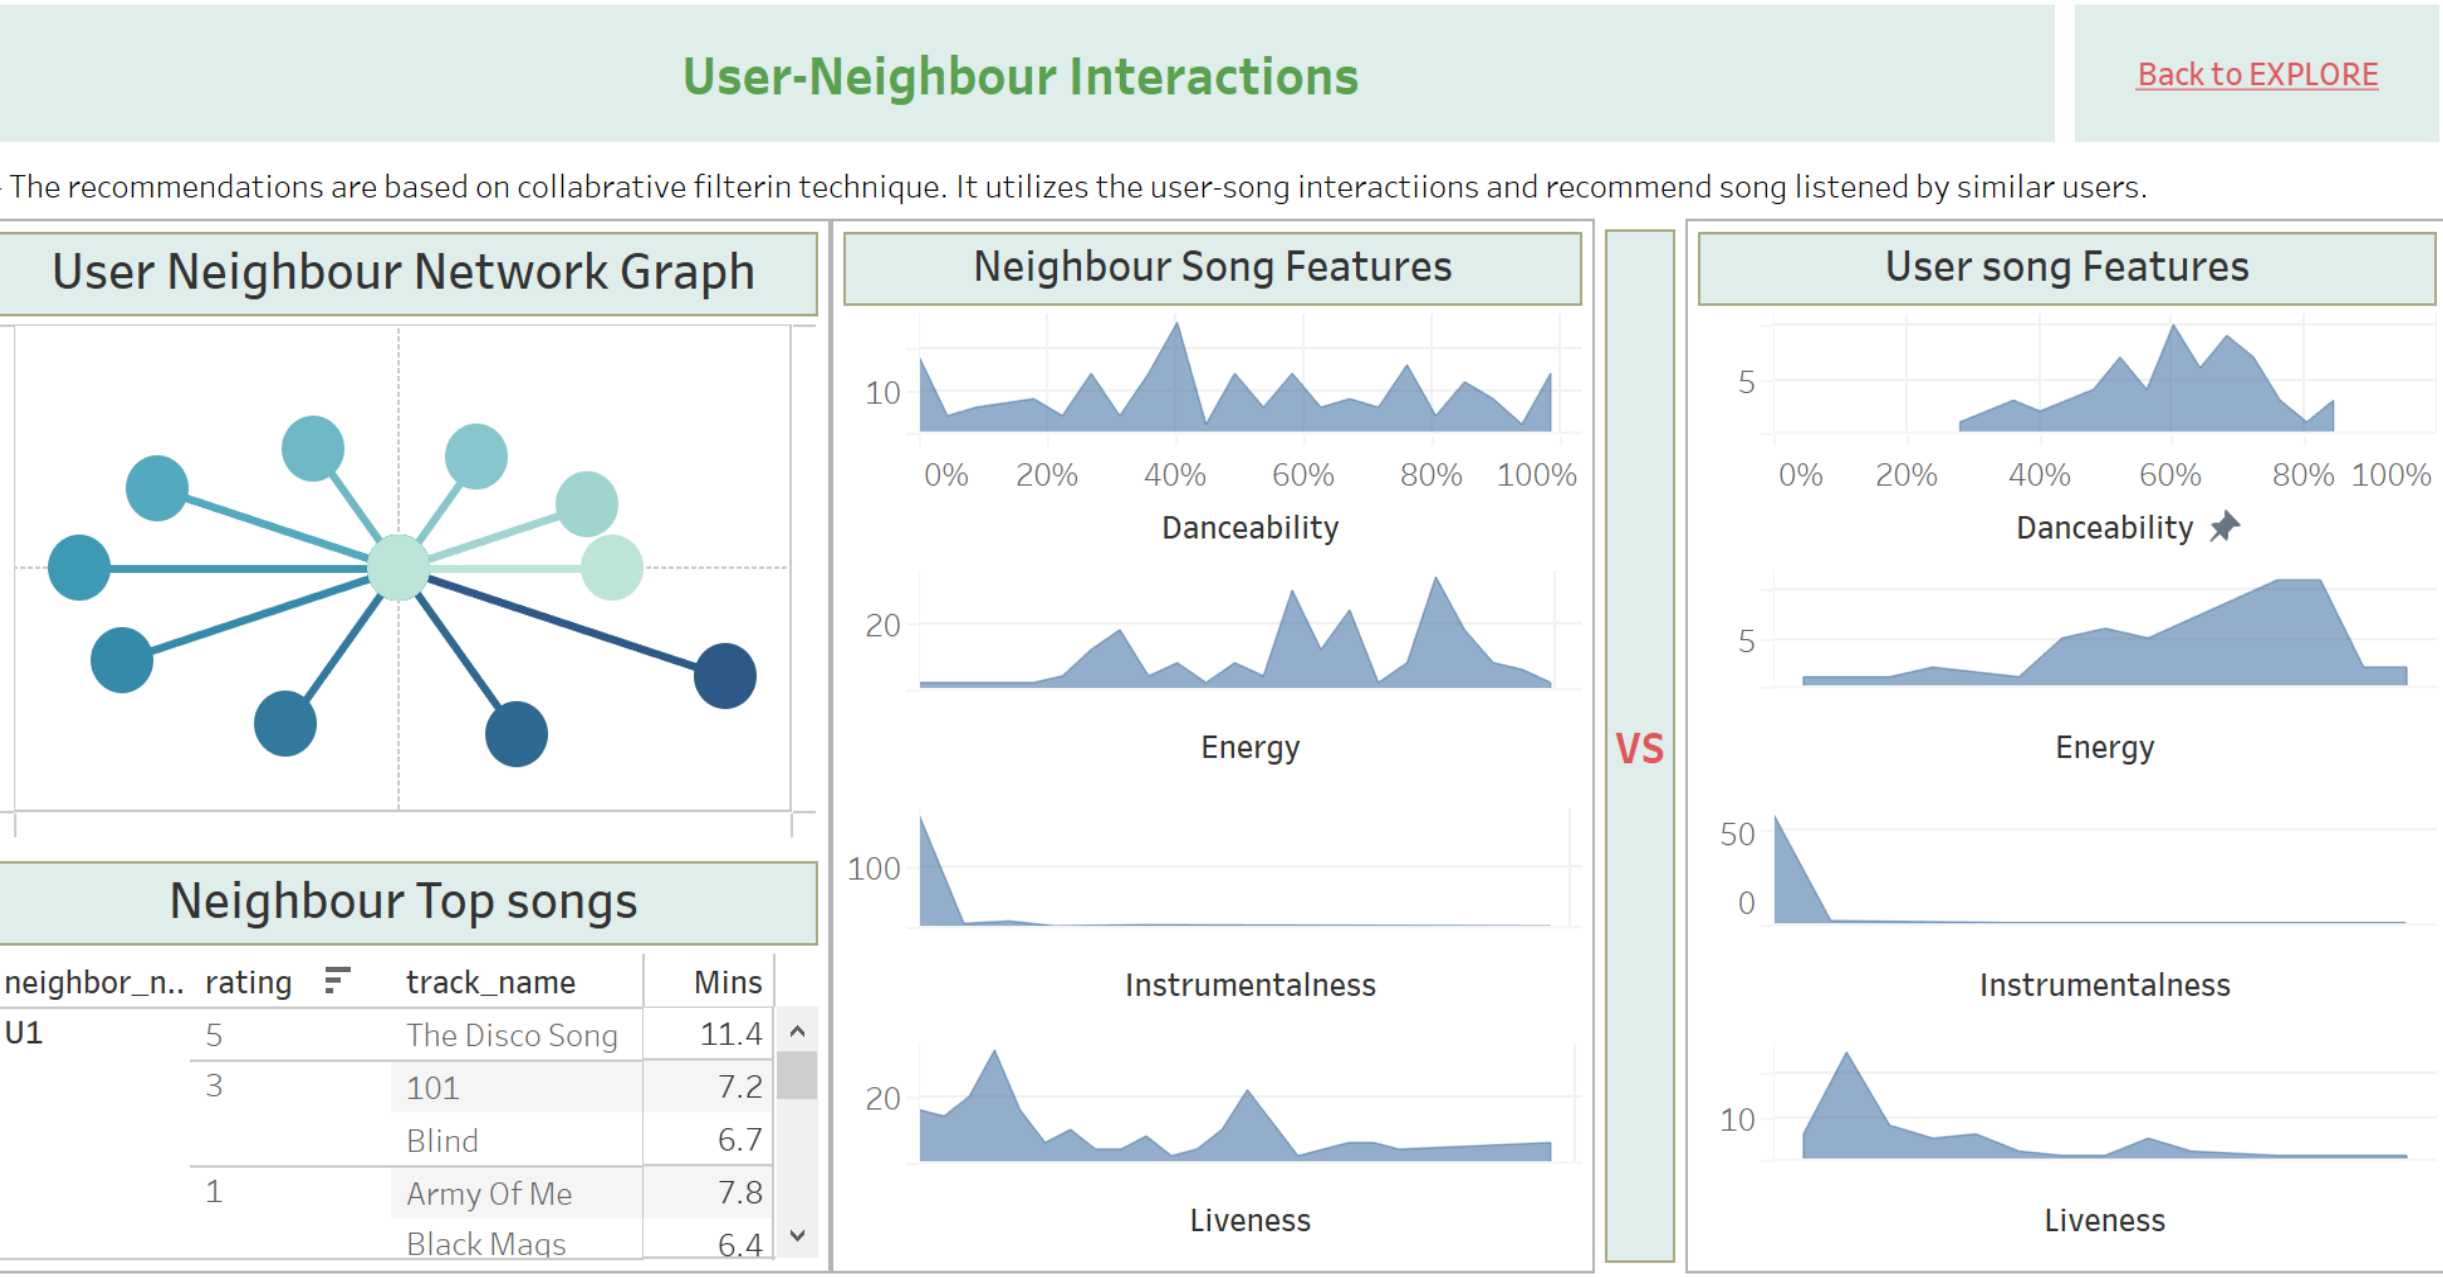 User-Neighbour Interactions
Back to EXPLORE
- The recommendations are based on collabrative filterin technique. It utilizes the user-song interactiions and recommend song listened by similar users.
User Neighbour Network Graph
Neighbour Top songs
neighbor_n.. rating track_name Mins
U1 5 The Disco Song 11.4
3 101 7.2
Blind 6.7
1 Army Of Me 7.8
Black Mags 6.4
Neighbour Song Features
10
0% 20% 40% 60% 80% 100%
Danceability
20
Energy
100
Instrumentalness
20
Liveness
VS
User song Features
5
0% 20% 40% 60% 80% 100%
Danceability
5
Energy
50
0
Instrumentalness
10
Liveness